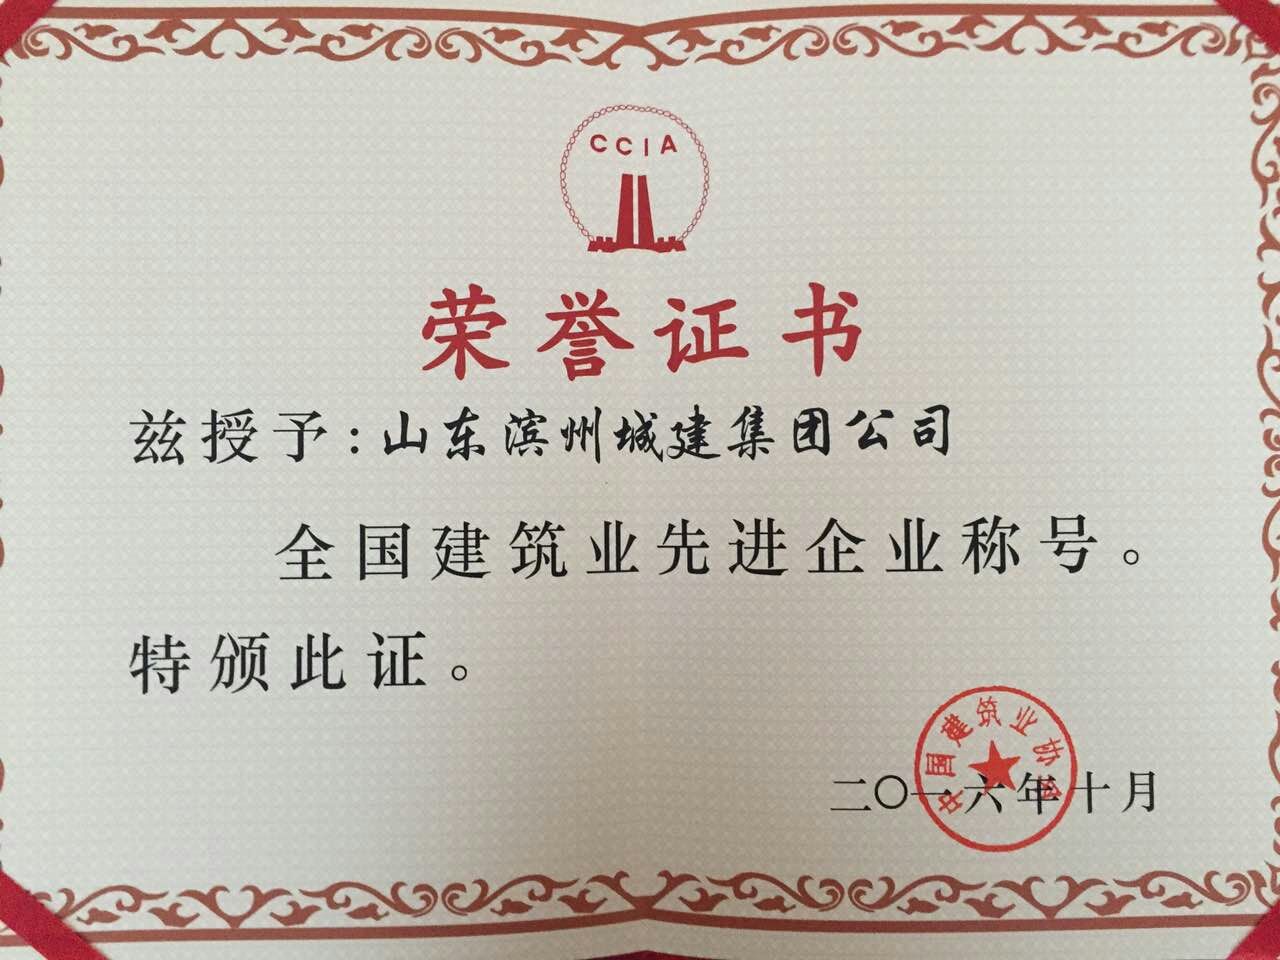 CCIA
荣誉证书
兹授予:山东滨州城建集团公司
全国建筑业先进企业称号。
特颁此证。
中国建筑业协会
二〇一六年十月